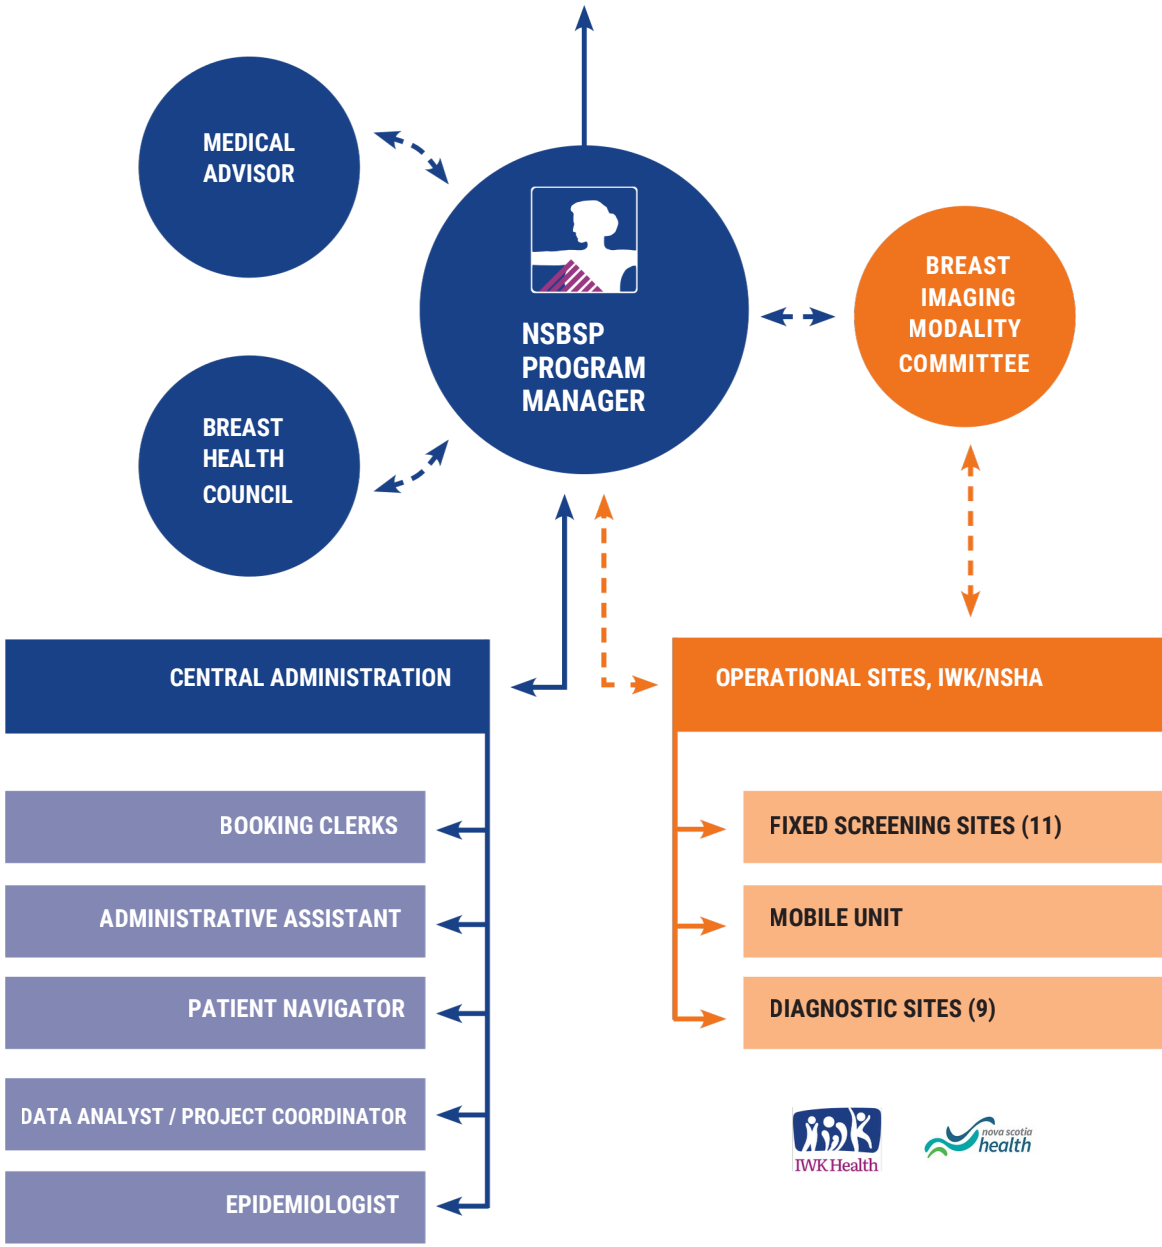 MEDICAL
ADVISOR
NSBSP
PROGRAM
MANAGER
BREAST
IMAGING
MODALITY
COMMITTEE
BREAST
HEALTH
COUNCIL
CENTRAL ADMINISTRATION
BOOKING CLERKS
ADMINISTRATIVE ASSISTANT
PATIENT NAVIGATOR
DATA ANALYST / PROJECT COORDINATOR
EPIDEMIOLOGIST
OPERATIONAL SITES, IWK/NSHA
FIXED SCREENING SITES (11)
MOBILE UNIT
DIAGNOSTIC SITES (9)
iwk
IWK Health
nova scotia
health